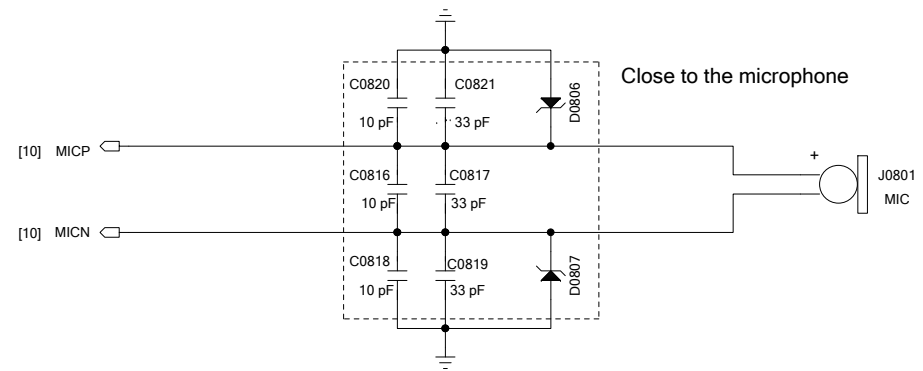 Close to the microphone
C0820
C0821
D0806
10 pF
33 pF
[10] MICP
+
C0816
C0817
J0801
10 pF
33 pF
MIC
[10] MICN
C0818
C0819
D0807
10 pF
33 pF